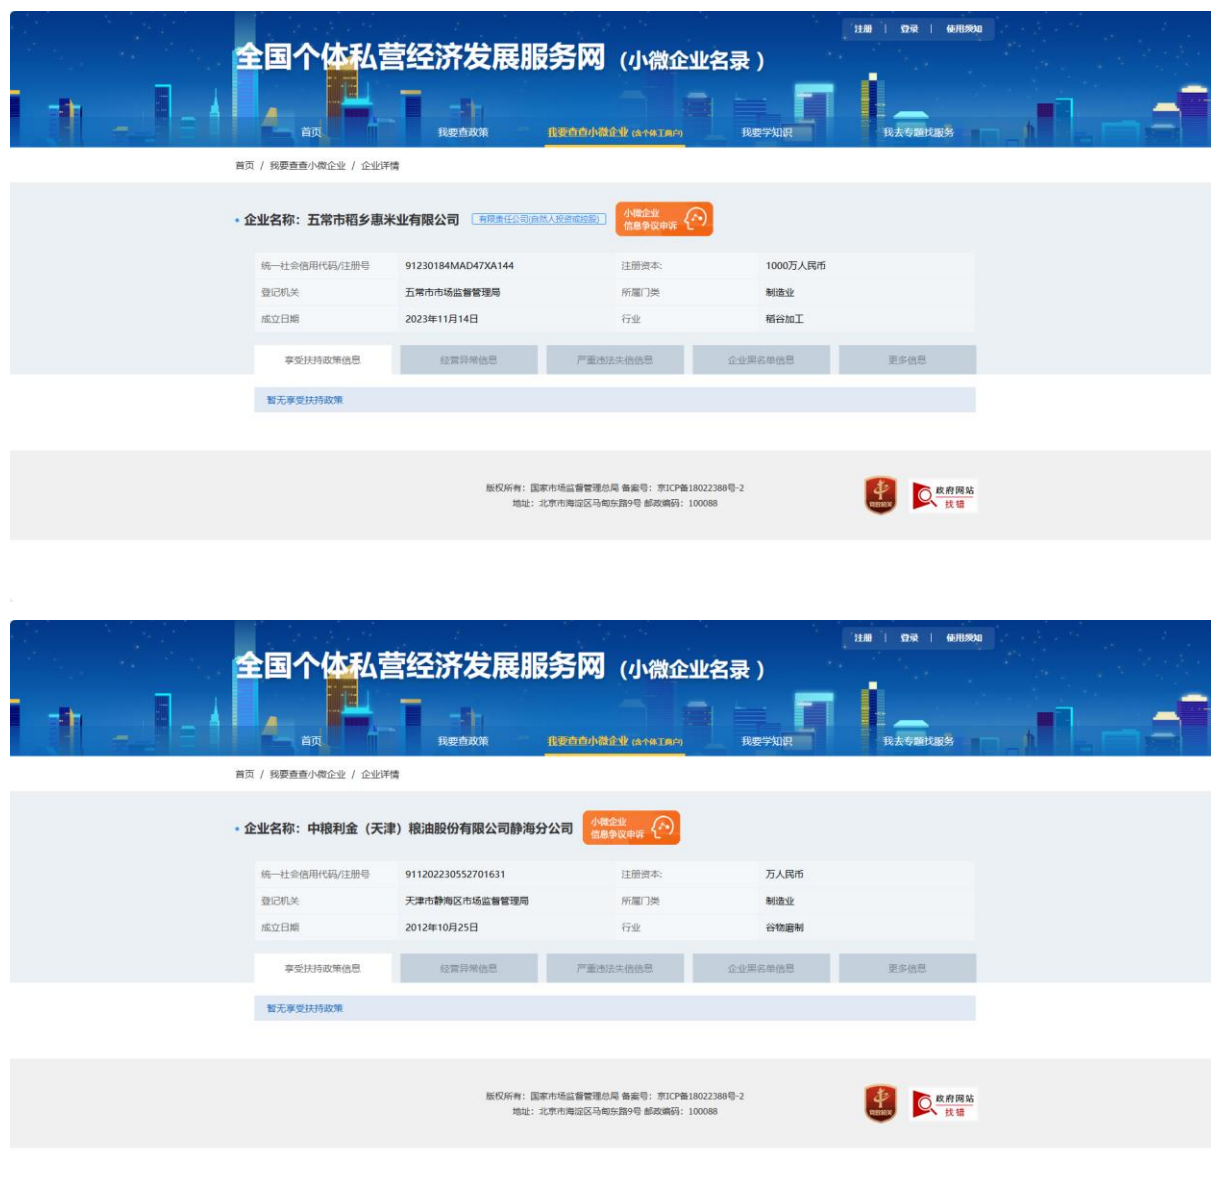 注册 | 登录 | 使用须知
全国个体私营经济发展服务网（小微企业名录 ）
首页 我要查政策 我要查查小微企业 (含个体工商户) 我要学知识 我去专题找服务
首页 / 我要查查小微企业 / 企业详情
• 企业名称：五常市稻乡惠米业有限公司 有限责任公司(自然人投资或控股) 小微企业
信息争议申诉
统一社会信用代码/注册号 91230184MAD47XA144 注册资本: 1000万人民币
登记机关 五常市市场监督管理局 所属门类 制造业
成立日期 2023年11月14日 行业 稻谷加工
享受扶持政策信息 经营异常信息 严重违法失信信息 企业黑名单信息 更多信息
暂无享受扶持政策
版权所有：国家市场监督管理总局 备案号：京ICP备18022388号-2
地址：北京市海淀区马甸东路9号 邮政编码：100088
党政机关
政府网站
找错
注册 | 登录 | 使用须知
全国个体私营经济发展服务网（小微企业名录 ）
首页 我要查政策 我要查查小微企业 (含个体工商户) 我要学知识 我去专题找服务
首页 / 我要查查小微企业 / 企业详情
• 企业名称：中粮利金（天津）粮油股份有限公司静海分公司 小微企业
信息争议申诉
统一社会信用代码/注册号 911202230552701631 注册资本: 万人民币
登记机关 天津市静海区市场监督管理局 所属门类 制造业
成立日期 2012年10月25日 行业 谷物磨制
享受扶持政策信息 经营异常信息 严重违法失信信息 企业黑名单信息 更多信息
暂无享受扶持政策
版权所有：国家市场监督管理总局 备案号：京ICP备18022388号-2
地址：北京市海淀区马甸东路9号 邮政编码：100088
党政机关
政府网站
找错